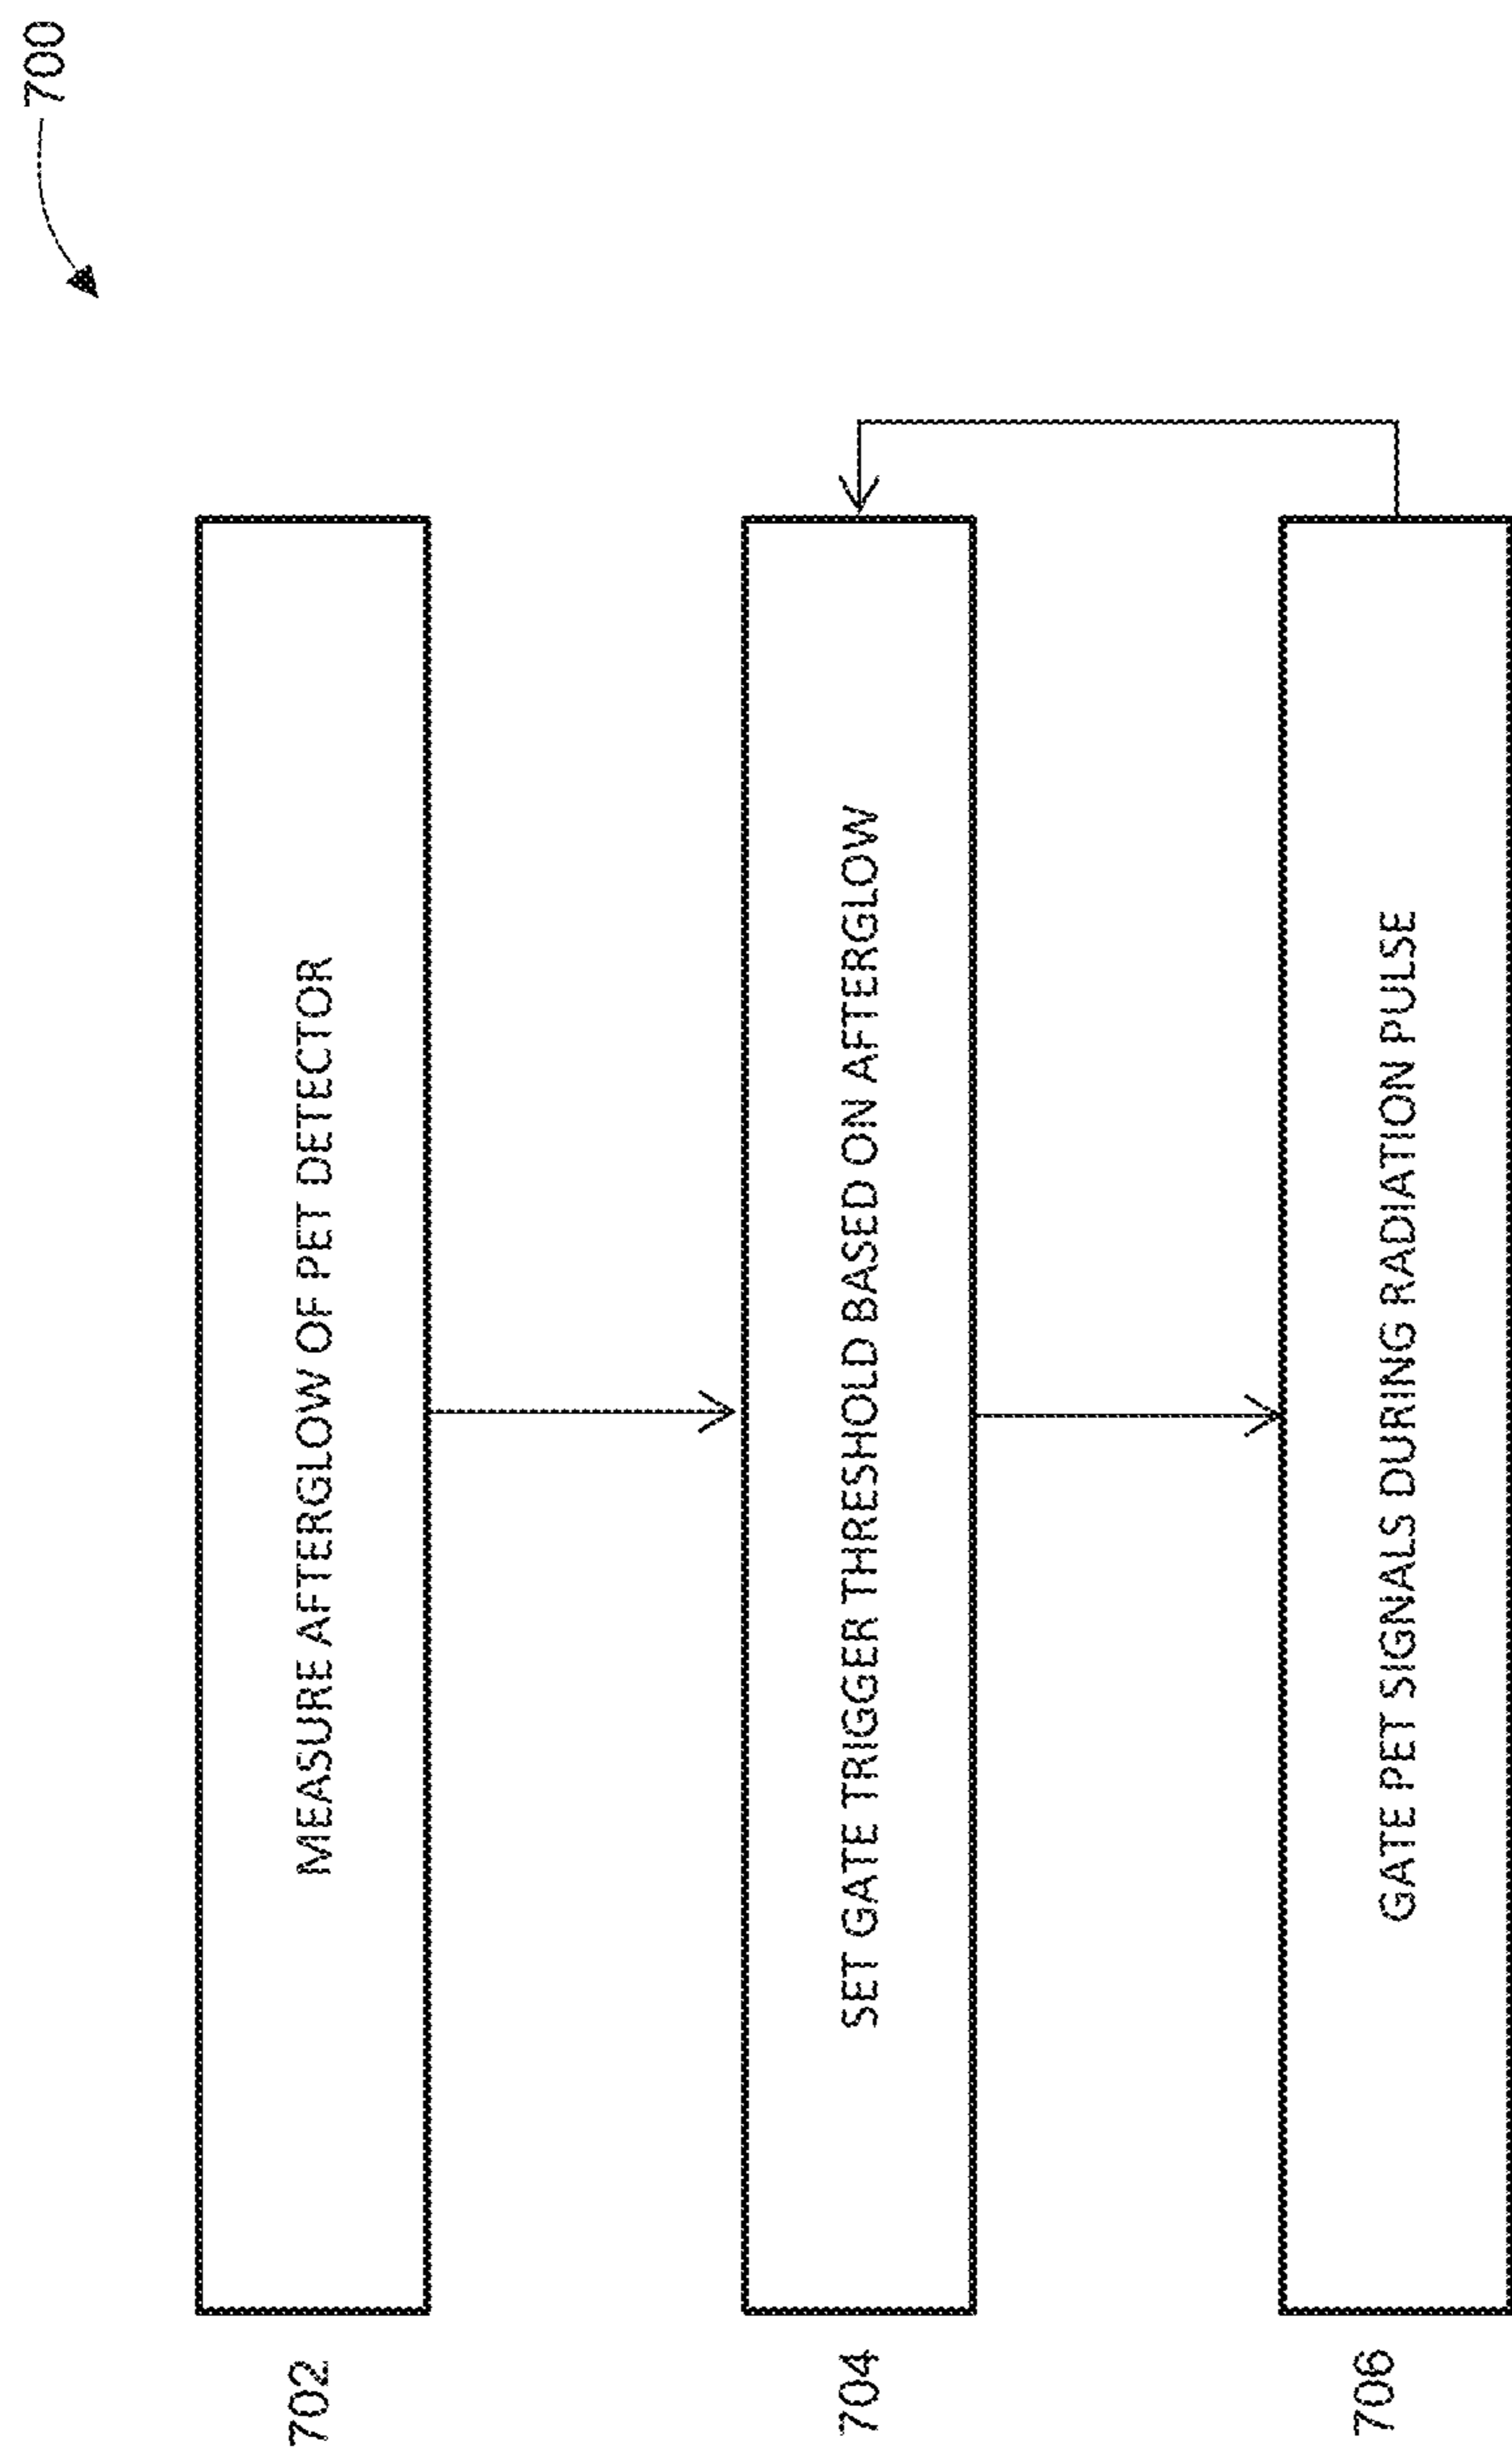 700
702
MEASURE AFTERGLOW OF PET DETECTOR
704
SET GATE TRIGGER THRESHOLD BASED ON AFTERGLOW
706
GATE PET SIGNALS DURING RADIATION PULSE